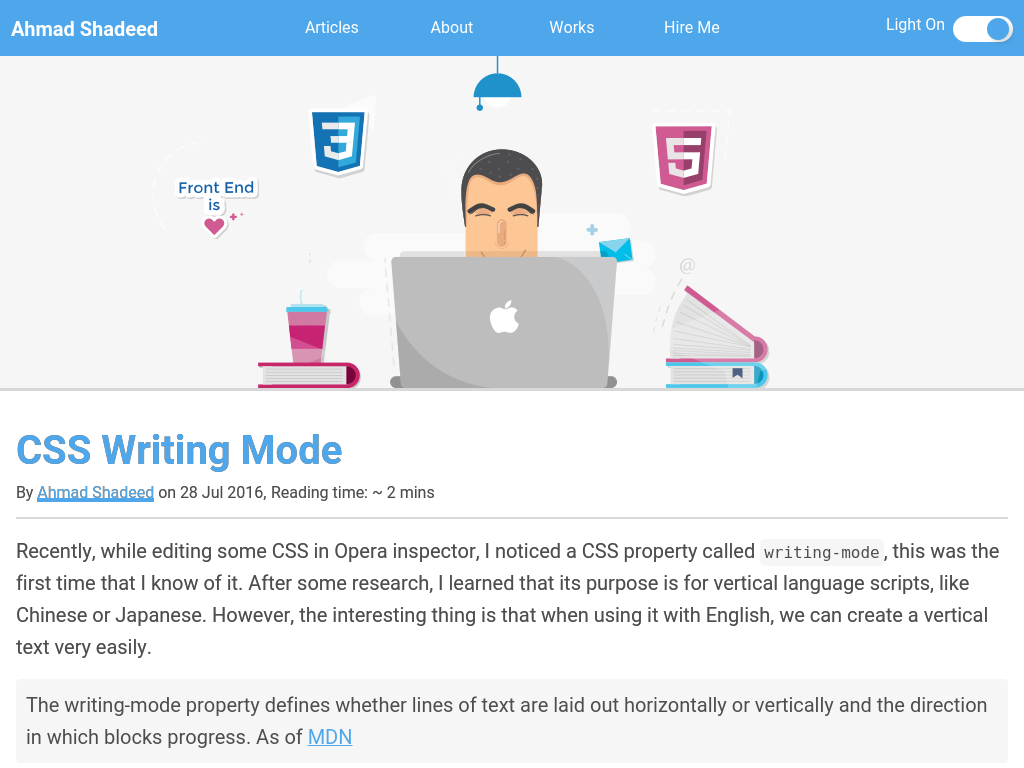 Ahmad Shadeed Articles About Works Hire Me Light On
3
5
Front End
is
@
CSS Writing Mode
By Ahmad Shadeed on 28 Jul 2016, Reading time: ~ 2 mins
Recently, while editing some CSS in Opera inspector, I noticed a CSS property called writing-mode, this was the
first time that I know of it. After some research, I learned that its purpose is for vertical language scripts, like
Chinese or Japanese. However, the interesting thing is that when using it with English, we can create a vertical
text very easily.
The writing-mode property defines whether lines of text are laid out horizontally or vertically and the direction
in which blocks progress. As of MDN